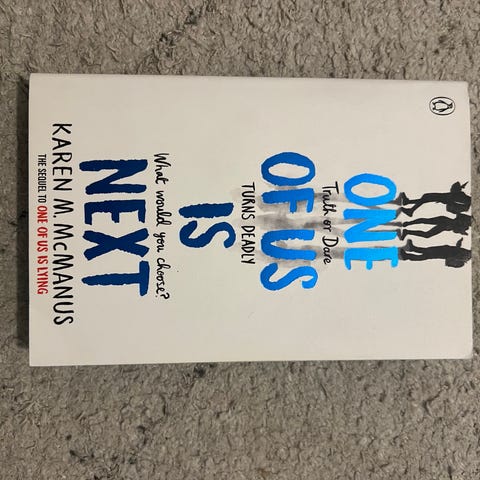 ONE
Truth or Dare
OF US
TURNS DEADLY
IS
What would you choose?
NEXT
KAREN M. McMANUS
THE SEQUEL TO ONE OF US IS LYING